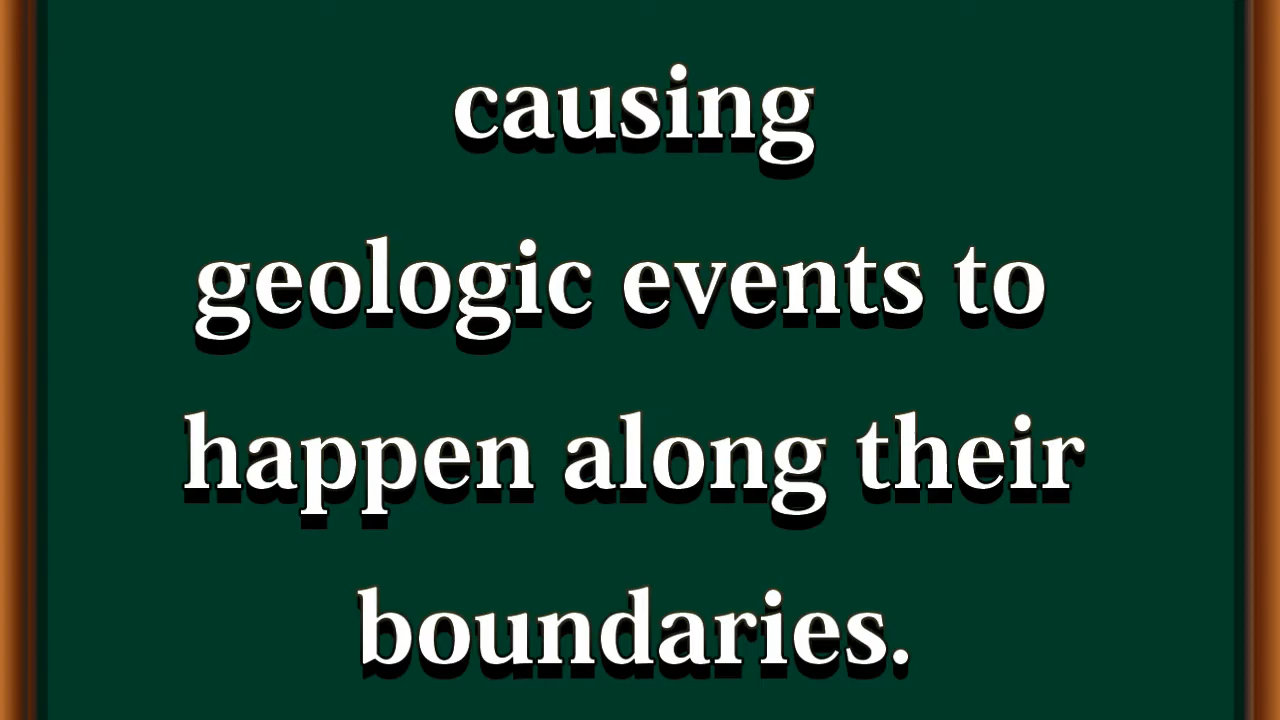 causing
geologic events to
happen along their
boundaries.